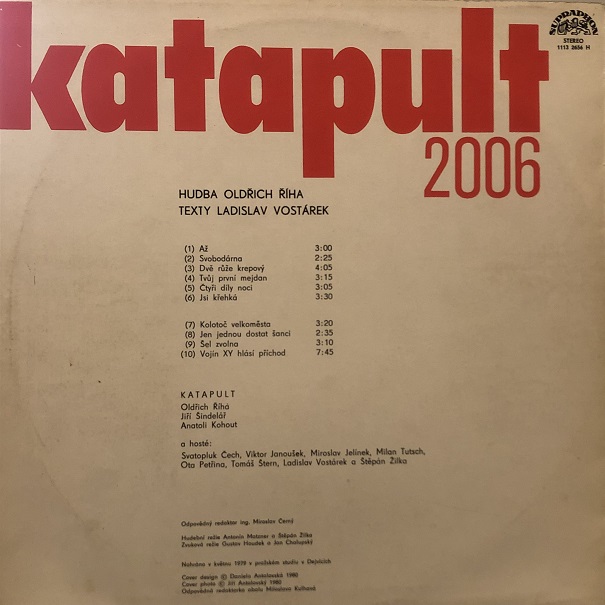 katapult
2006
SUPRAPHON
STEREO
1113 2656 H
HUDBA OLDŘICH ŘÍHA
TEXTY LADISLAV VOSTÁREK
(1) Až 3:00
(2) Svobodárna 2:25
(3) Dvě růže krepový 4:05
(4) Tvůj první mejdan 3:15
(5) Čtyři díly noci 3:05
(6) Jsi křehká 3:30
(7) Kolotoč velkoměsta 3:20
(8) Jen jednou dostat šanci 2:35
(9) Šel zvolna 3:10
(10) Vojín XY hlásí příchod 7:45
KATAPULT
Oldřich Říha
Jiří Šindelář
Anatoli Kohout
a hosté:
Svatopluk Čech, Viktor Janoušek, Miroslav Jelínek, Milan Tutsch,
Ota Petřina, Tomáš Štern, Ladislav Vostárek a Štěpán Žilka
Odpovědný redaktor ing. Miroslav Černý
Hudební režie Antonín Matzner a Štěpán Žilka
Zvuková režie Gustav Houdek a Jan Chalupský
Nahráno v květnu 1979 v pražském studiu v Dejvicích
Cover design © Daniela Antalovská 1980
Cover photo © Jiří Antalovský 1980
Odpovědná redaktorka obalu Miloslava Kulhavá